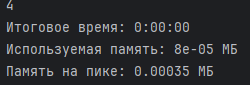 4
Итоговое время: 0:00:00
Используемая память: 8e-05 МБ
Память на пике: 0.00035 МБ